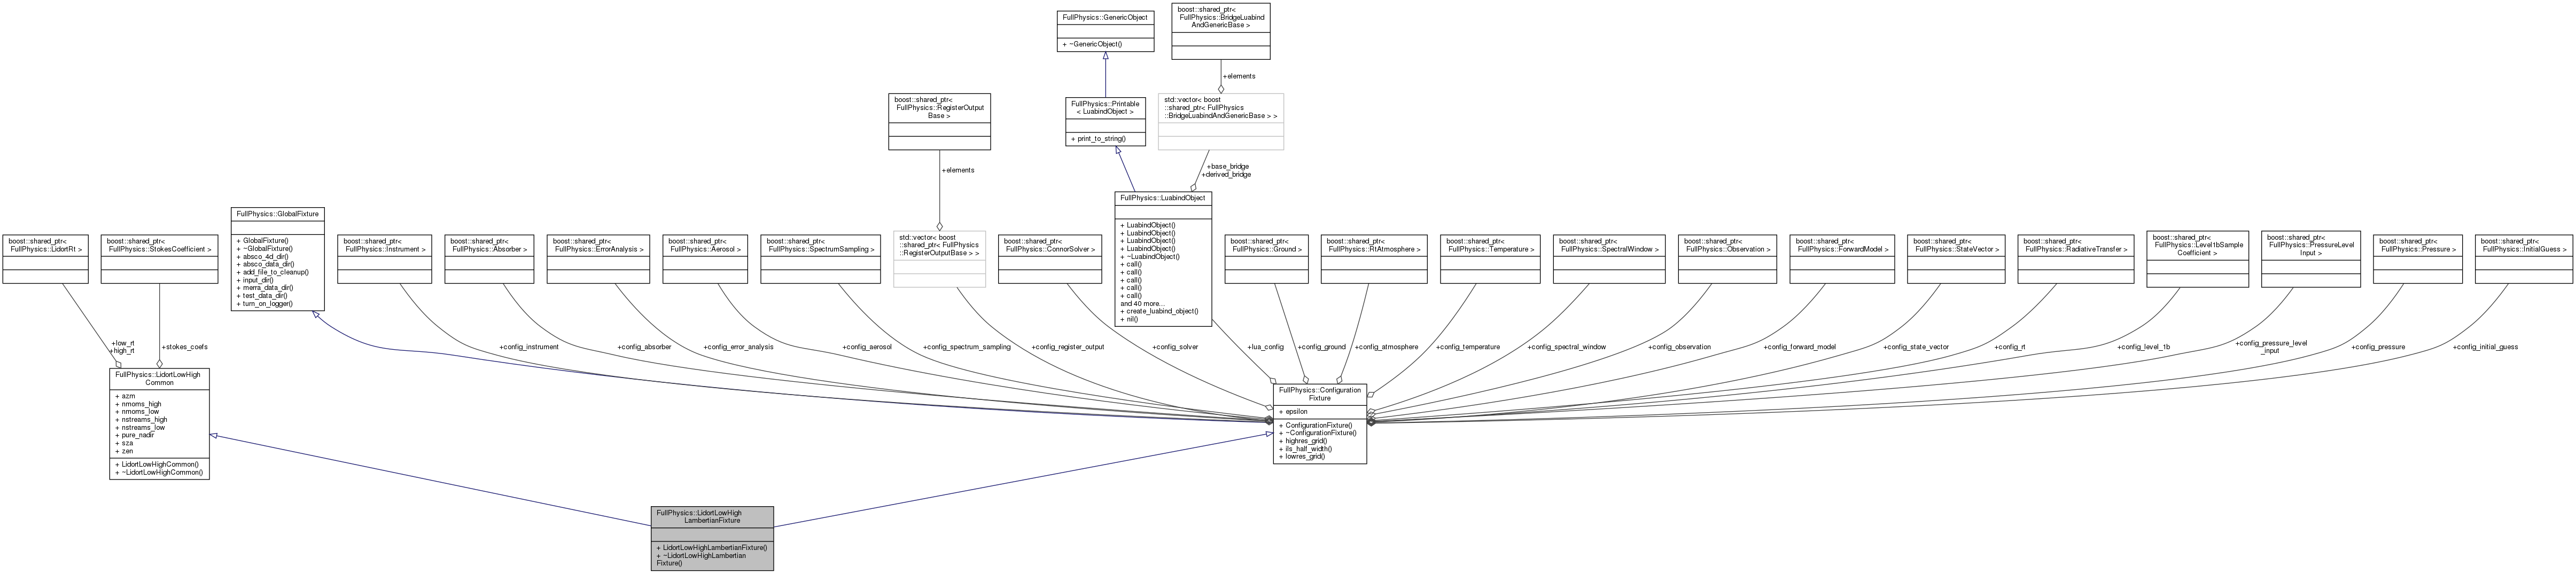 boost::shared_ptr<
FullPhysics::BridgeLuabind
AndGenericBase >
FullPhysics::GenericObject
+ ~GenericObject()
+elements
boost::shared_ptr<
FullPhysics::RegisterOutput
Base >
FullPhysics::Printable
< LuabindObject >
+ print_to_string()
std::vector< boost
::shared_ptr< FullPhysics
::BridgeLuabindAndGenericBase > >
+elements
+base_bridge
+derived_bridge
boost::shared_ptr<
FullPhysics::LidortRt >
boost::shared_ptr<
FullPhysics::StokesCoefficient >
FullPhysics::GlobalFixture
+ GlobalFixture()
+ ~GlobalFixture()
+ absco_4d_dir()
+ absco_data_dir()
+ add_file_to_cleanup()
+ input_dir()
+ merra_data_dir()
+ test_data_dir()
+ turn_on_logger()
boost::shared_ptr<
FullPhysics::Instrument >
boost::shared_ptr<
FullPhysics::Absorber >
boost::shared_ptr<
FullPhysics::ErrorAnalysis >
boost::shared_ptr<
FullPhysics::Aerosol >
boost::shared_ptr<
FullPhysics::SpectrumSampling >
std::vector< boost
::shared_ptr< FullPhysics
::RegisterOutputBase > >
boost::shared_ptr<
FullPhysics::ConnorSolver >
FullPhysics::LuabindObject
+ LuabindObject()
+ LuabindObject()
+ LuabindObject()
+ LuabindObject()
+ ~LuabindObject()
+ call()
+ call()
+ call()
+ call()
+ call()
and 40 more...
+ create_luabind_object()
+ nil()
boost::shared_ptr<
FullPhysics::Ground >
boost::shared_ptr<
FullPhysics::RtAtmosphere >
boost::shared_ptr<
FullPhysics::Temperature >
boost::shared_ptr<
FullPhysics::SpectralWindow >
boost::shared_ptr<
FullPhysics::Observation >
boost::shared_ptr<
FullPhysics::ForwardModel >
boost::shared_ptr<
FullPhysics::StateVector >
boost::shared_ptr<
FullPhysics::RadiativeTransfer >
boost::shared_ptr<
FullPhysics::Level1bSample
Coefficient >
boost::shared_ptr<
FullPhysics::PressureLevel
Input >
boost::shared_ptr<
FullPhysics::Pressure >
boost::shared_ptr<
FullPhysics::InitialGuess >
+low_rt
+high_rt
+stokes_coefs
+config_instrument
+config_absorber
+config_error_analysis
+config_aerosol
+config_spectrum_sampling
+config_register_output
+config_solver
+lua_config
+config_ground
+config_atmosphere
+config_temperature
+config_spectral_window
+config_observation
+config_forward_model
+config_state_vector
+config_rt
+config_level_1b
+config_pressure_level
_input
+config_pressure
+config_initial_guess
FullPhysics::LidortLowHigh
Common
+ azm
+ nmoms_high
+ nmoms_low
+ nstreams_high
+ nstreams_low
+ pure_nadir
+ sza
+ zen
+ LidortLowHighCommon()
+ ~LidortLowHighCommon()
FullPhysics::Configuration
Fixture
+ epsilon
+ ConfigurationFixture()
+ ~ConfigurationFixture()
+ highres_grid()
+ ils_half_width()
+ lowres_grid()
FullPhysics::LidortLowHigh
LambertianFixture
+ LidortLowHighLambertianFixture()
+ ~LidortLowHighLambertian
Fixture()